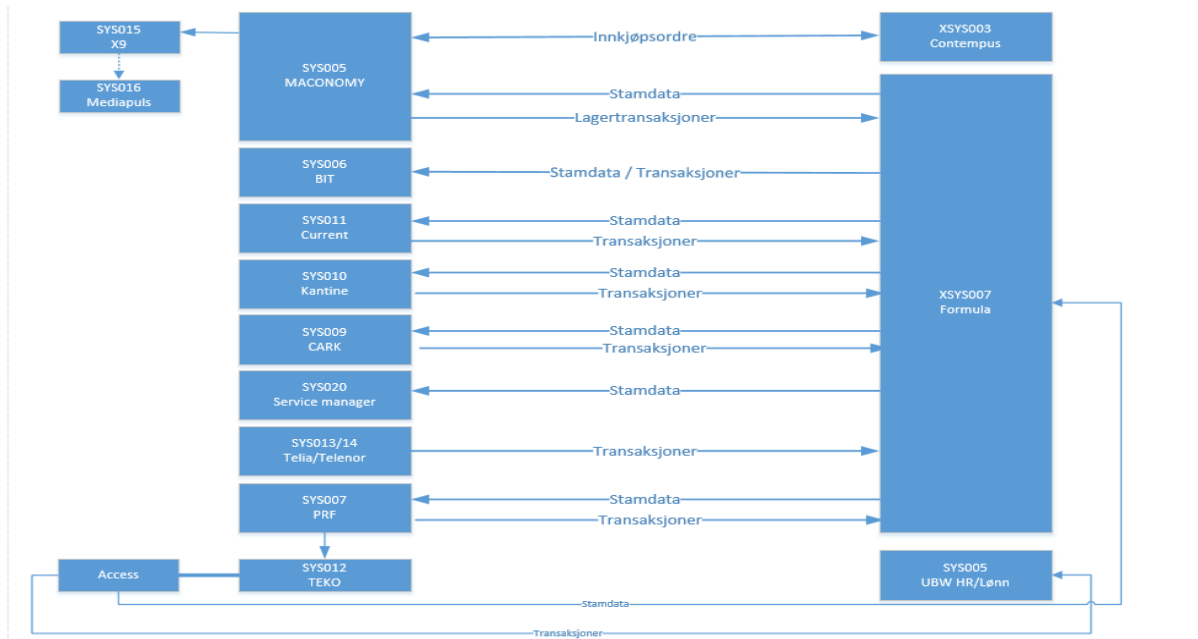 SYS015
X9
SYS016
Mediapuls
SYS005
MACONOMY
Innkjøpsordre
XSYS003
Contempus
Stamdata
Lagertransaksjoner
SYS006
BIT
Stamdata / Transaksjoner
SYS011
Current
Stamdata
Transaksjoner
SYS010
Kantine
Stamdata
Transaksjoner
XSYS007
Formula
SYS009
CARK
Stamdata
Transaksjoner
SYS020
Service manager
Stamdata
SYS013/14
Telia/Telenor
Transaksjoner
SYS007
PRF
Stamdata
Transaksjoner
Access
SYS012
TEKO
SYS005
UBW HR/Lønn
Stamdata
Transaksjoner